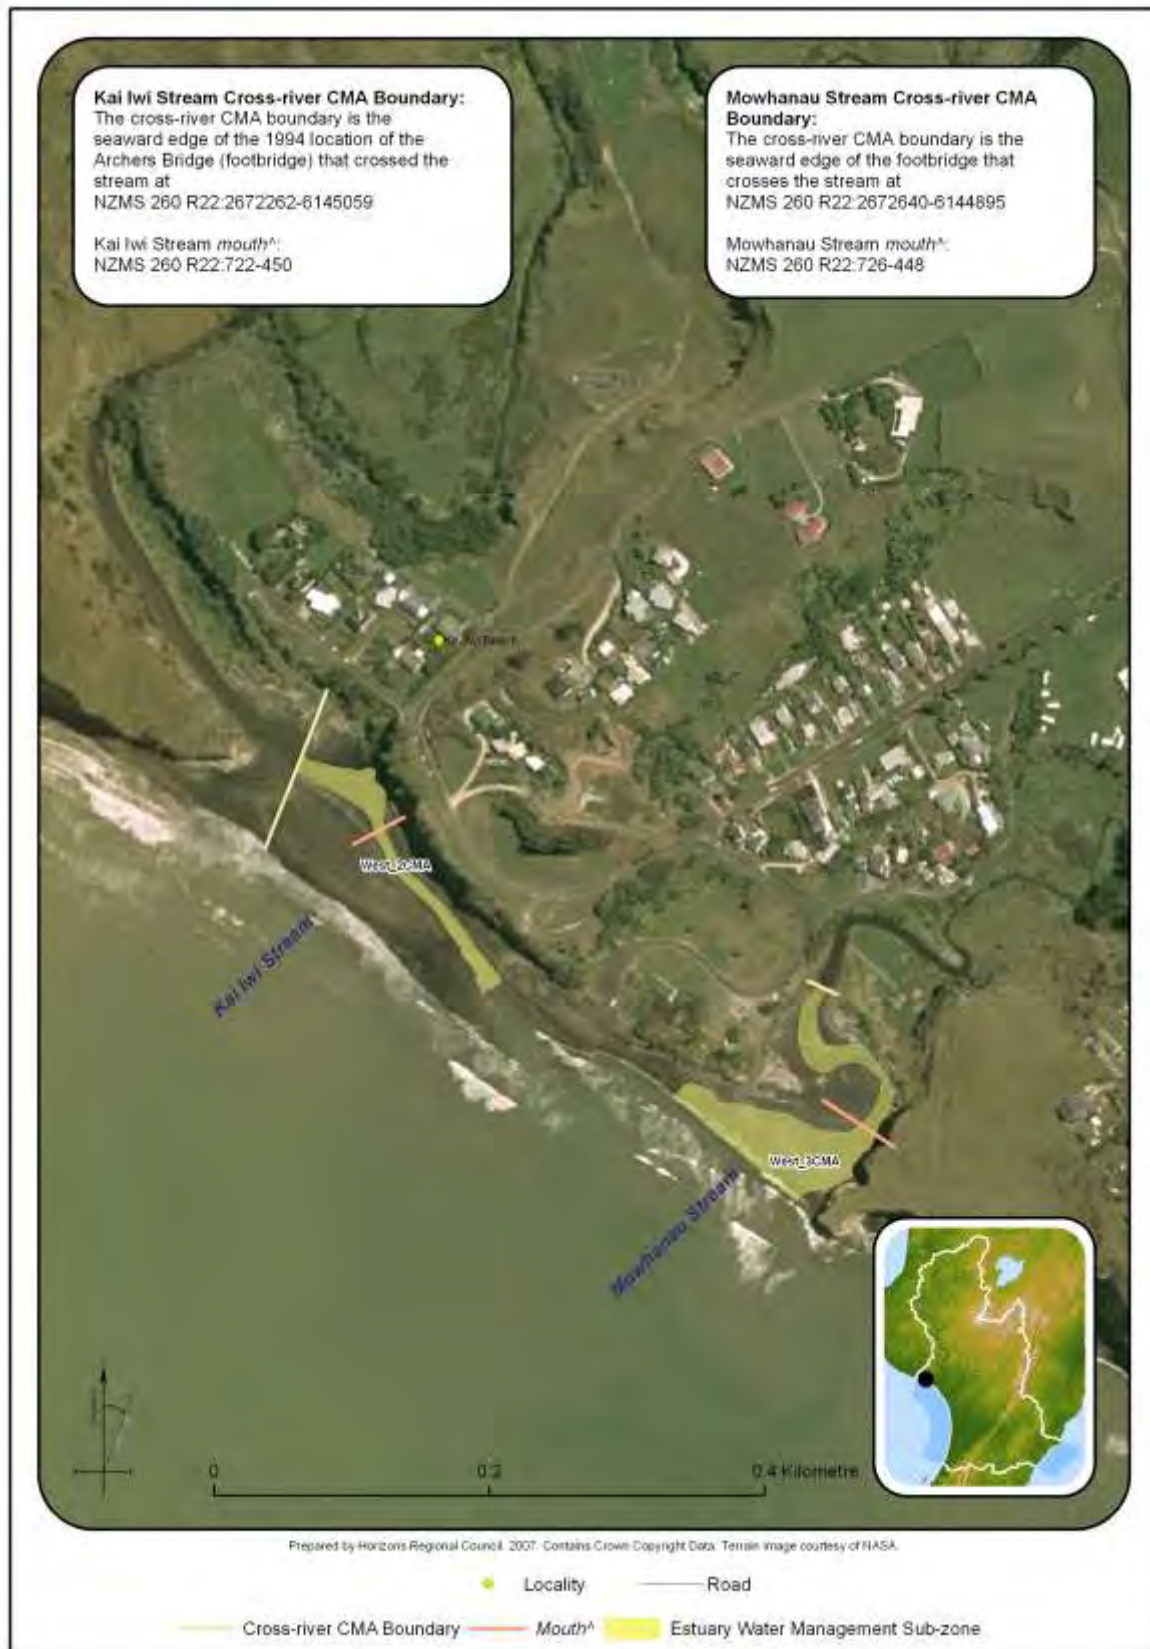 Kai Iwi Stream Cross-river CMA Boundary:
The cross-river CMA boundary is the
seaward edge of the 1994 location of the
Archers Bridge (footbridge) that crossed the
stream at
NZMS 260 R22:2672262-6145059
Kai Iwi Stream mouth^:
NZMS 260 R22:722-450
Mowhanau Stream Cross-river CMA
Boundary:
The cross-river CMA boundary is the
seaward edge of the footbridge that
crosses the stream at
NZMS 260 R22:2672640-6144895
Mowhanau Stream mouth^:
NZMS 260 R22:726-448
West_2CMA
Kai Iwi Stream
West_3CMA
Mowhanau Stream
0 0.2 0.4 Kilometre
Prepared by Horizons Regional Council. 2007. Contains Crown Copyright Data. Terrain image courtesy of NASA.
Locality Road
Cross-river CMA Boundary Mouth^ Estuary Water Management Sub-zone